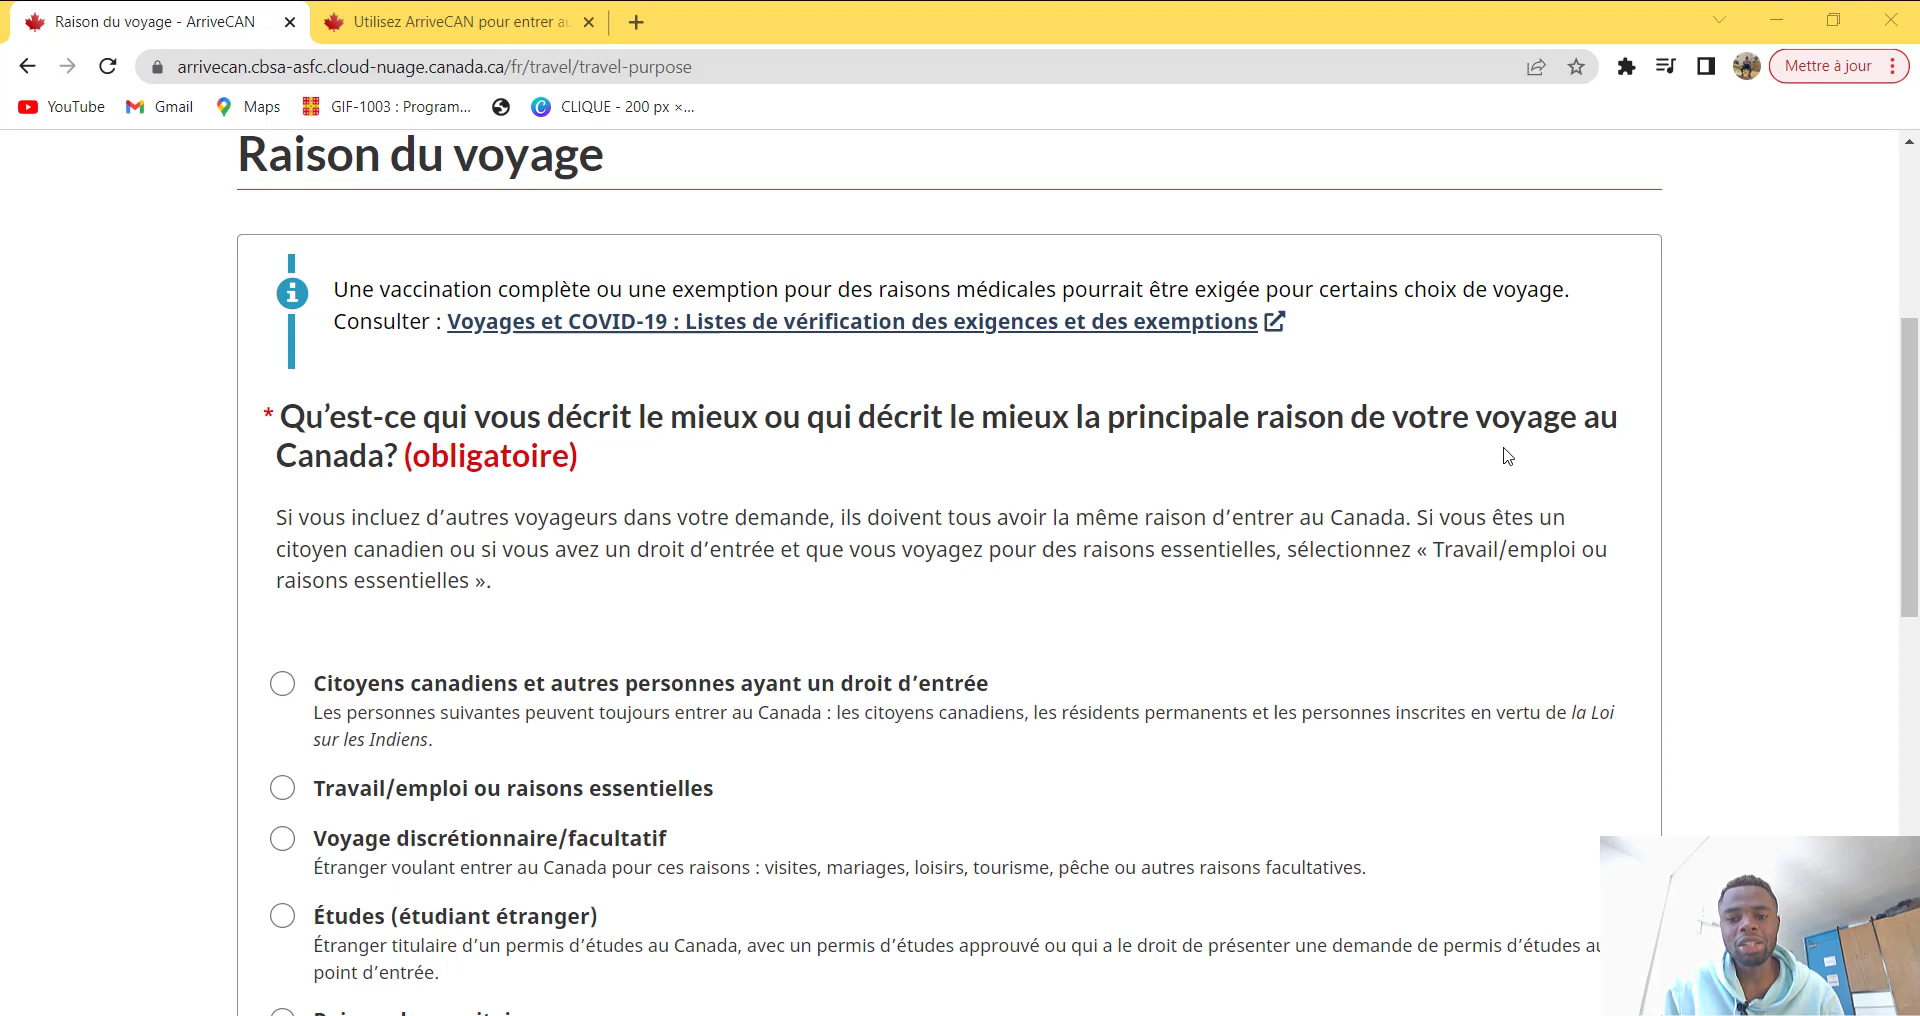 Raison du voyage - ArriveCAN
Utilisez ArriveCAN pour entrer au
arrivecan.cbsa-asfc.cloud-nuage.canada.ca/fr/travel/travel-purpose
Mettre à jour
YouTube
Gmail
Maps
GIF-1003 : Program...
CLIQUE - 200 px ×...
Raison du voyage
Une vaccination complète ou une exemption pour des raisons médicales pourrait être exigée pour certains choix de voyage.
Consulter : Voyages et COVID-19 : Listes de vérification des exigences et des exemptions
* Qu’est-ce qui vous décrit le mieux ou qui décrit le mieux la principale raison de votre voyage au
Canada? (obligatoire)
Si vous incluez d’autres voyageurs dans votre demande, ils doivent tous avoir la même raison d’entrer au Canada. Si vous êtes un
citoyen canadien ou si vous avez un droit d’entrée et que vous voyagez pour des raisons essentielles, sélectionnez « Travail/emploi ou
raisons essentielles ».
Citoyens canadiens et autres personnes ayant un droit d’entrée
Les personnes suivantes peuvent toujours entrer au Canada : les citoyens canadiens, les résidents permanents et les personnes inscrites en vertu de la Loi
sur les Indiens.
Travail/emploi ou raisons essentielles
Voyage discrétionnaire/facultatif
Étranger voulant entrer au Canada pour ces raisons : visites, mariages, loisirs, tourisme, pêche ou autres raisons facultatives.
Études (étudiant étranger)
Étranger titulaire d’un permis d’études au Canada, avec un permis d’études approuvé ou qui a le droit de présenter une demande de permis d’études au
point d’entrée.